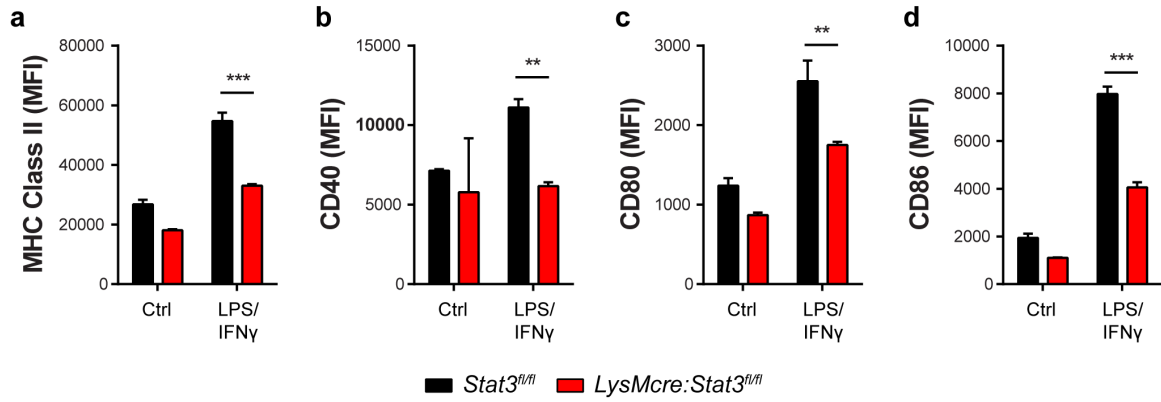 a
MHC Class II (MFI)
80000
60000
40000
20000
0
***
Ctrl
LPS/
IFNγ
b
CD40 (MFI)
15000
10000
5000
0
**
Ctrl
LPS/
IFNγ
c
CD80 (MFI)
3000
2000
1000
0
**
Ctrl
LPS/
IFNγ
d
CD86 (MFI)
10000
8000
6000
4000
2000
0
***
Ctrl
LPS/
IFNγ
Stat3fl/fl LysMcre:Stat3fl/fl